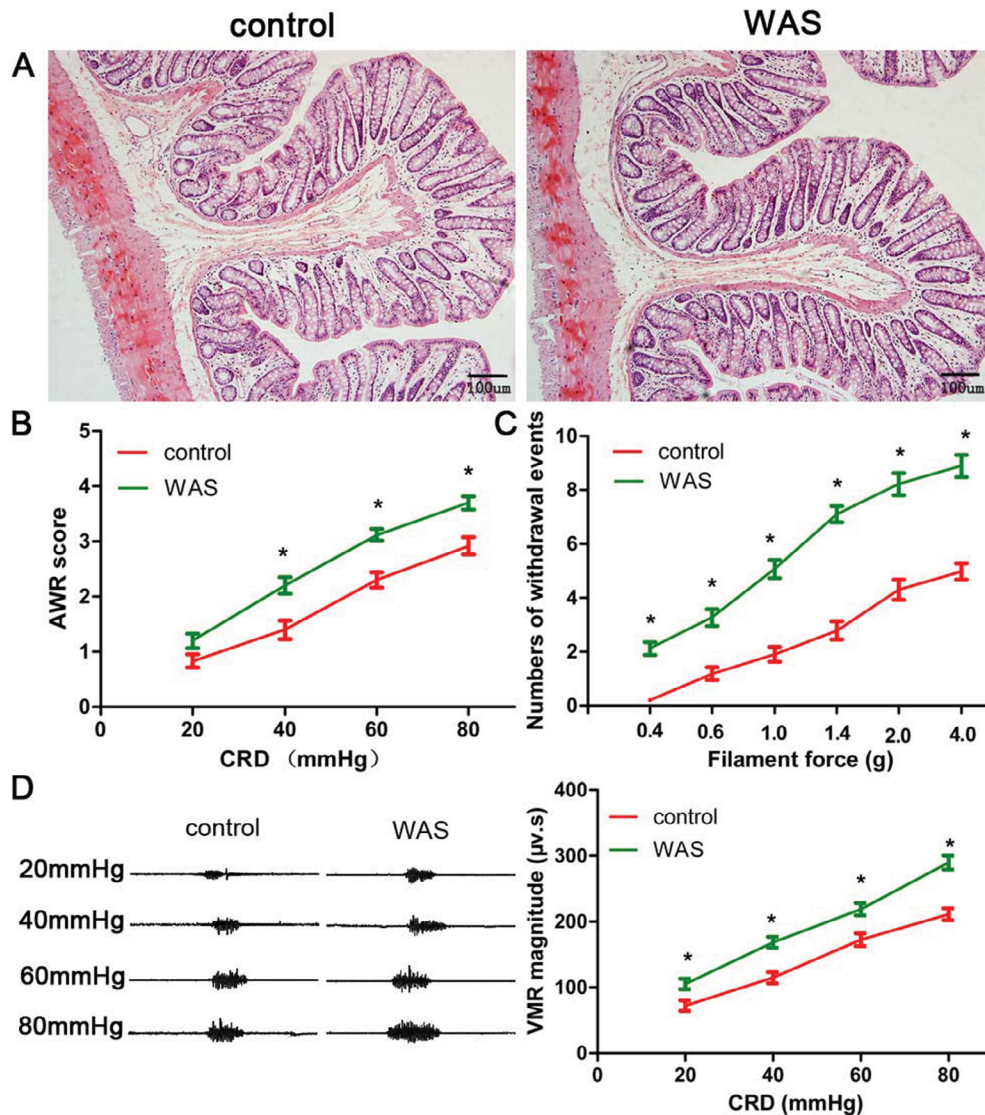 control WAS
A
100um
100um
B
control
WAS
AWR score
5
4
3
2
1
0
* * *
0 20 40 60 80
CRD （mmHg）
C
control
WAS
Numbers of withdrawal events
10
8
6
4
2
0
* * * * * *
0.4 0.6 1.0 1.4 2.0 4.0
Filament force (g)
D
control WAS
20mmHg
40mmHg
60mmHg
80mmHg
control
WAS
VMR magnitude (μv.s)
400
300
200
100
0
* * * *
0 20 40 60 80
CRD (mmHg)